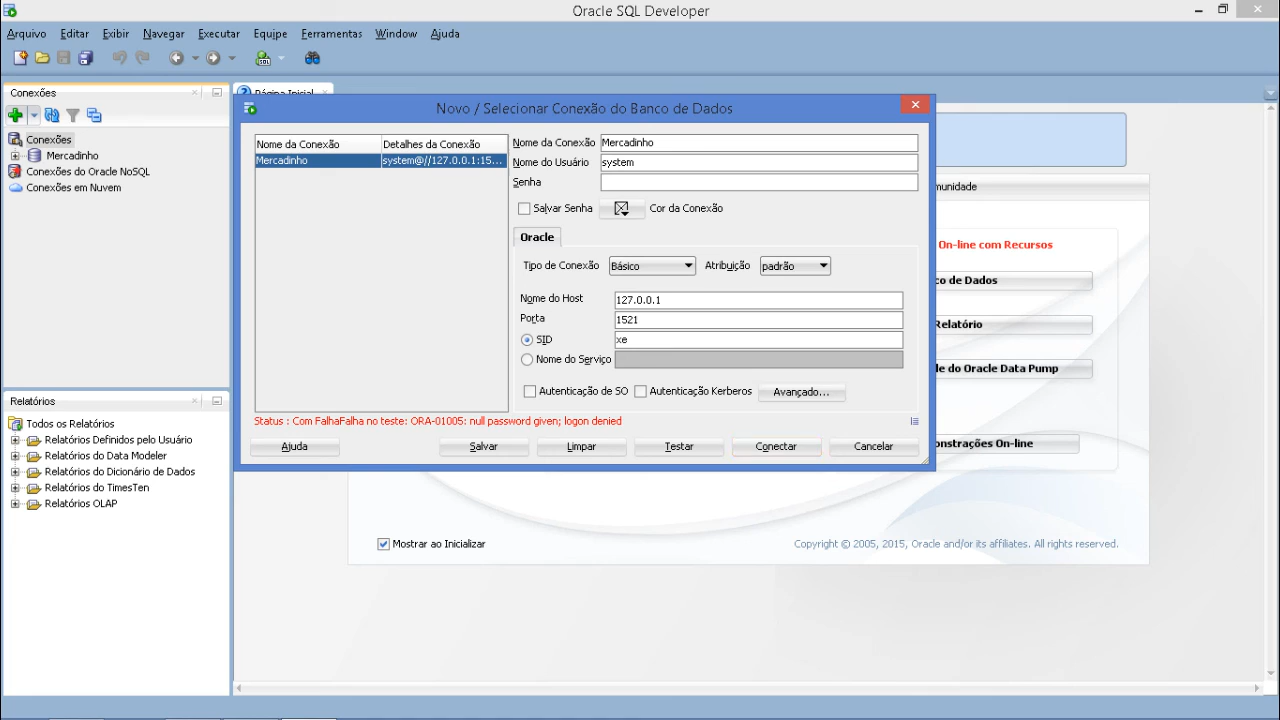 Oracle SQL Developer
Arquivo Editar Exibir Navegar Executar Equipe Ferramentas Window Ajuda
Conexões
Página Inicial
Conexões
Mercadinho
Conexões do Oracle NoSQL
Conexões em Nuvem
Novo / Selecionar Conexão do Banco de Dados
Nome da Conexão Detalhes da Conexão
Mercadinho system@//127.0.0.1:15...
Nome da Conexão Mercadinho
Nome do Usuário system
Senha
Salvar Senha Cor da Conexão
Oracle
Tipo de Conexão Básico Atribuição padrão
Nome do Host 127.0.0.1
Porta 1521
SID xe
Nome do Serviço
Autenticação de SO Autenticação Kerberos Avançado...
Status : Com FalhaFalha no teste: ORA-01005: null password given; logon denied
Ajuda Salvar Limpar Testar Conectar Cancelar
munidade
On-line com Recursos
co de Dados
Relatório
le do Oracle Data Pump
onstrações On-line
Relatórios
Todos os Relatórios
Relatórios Definidos pelo Usuário
Relatórios do Data Modeler
Relatórios do Dicionário de Dados
Relatórios do TimesTen
Relatórios OLAP
Mostrar ao Inicializar
Copyright © 2005, 2015, Oracle and/or its affiliates. All rights reserved.